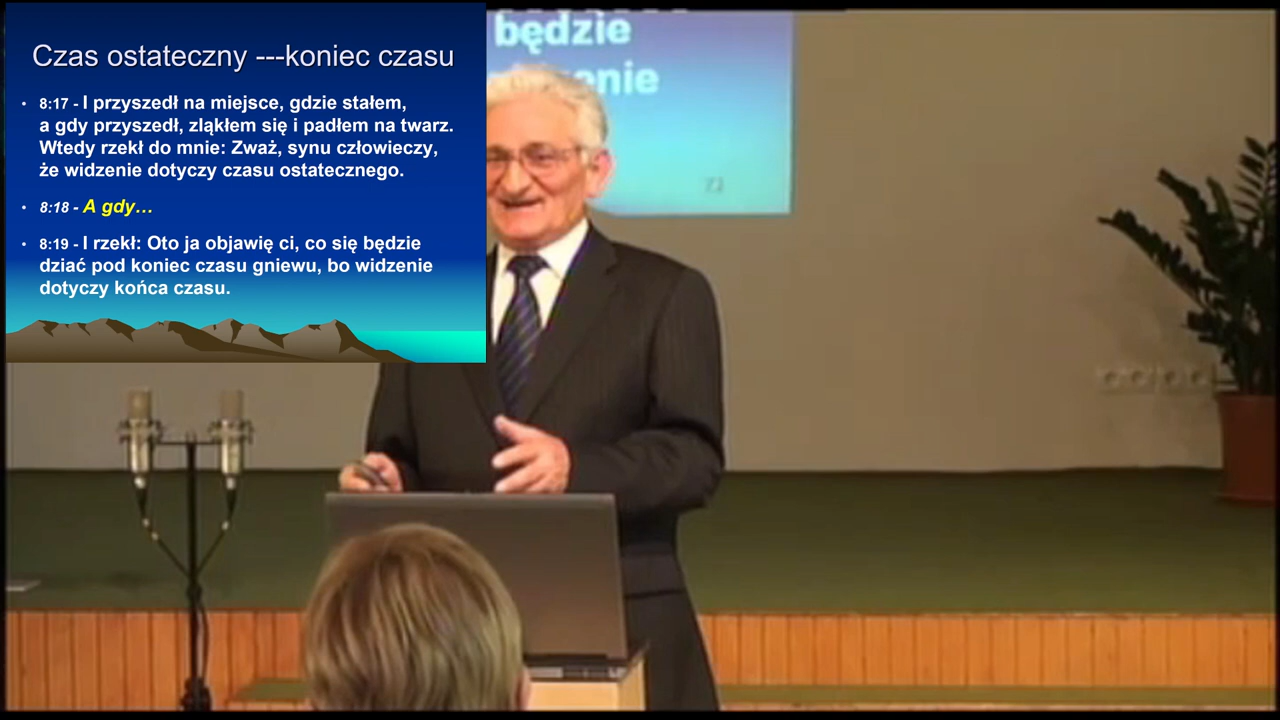 Czas ostateczny ---koniec czasu
• 8:17 - I przyszedł na miejsce, gdzie stałem,
a gdy przyszedł, zląkłem się i padłem na twarz.
Wtedy rzekł do mnie: Zważ, synu człowieczy,
że widzenie dotyczy czasu ostatecznego.
• 8:18 - A gdy...
• 8:19 - I rzekł: Oto ja objawię ci, co się będzie
dziać pod koniec czasu gniewu, bo widzenie
dotyczy końca czasu.
będzie